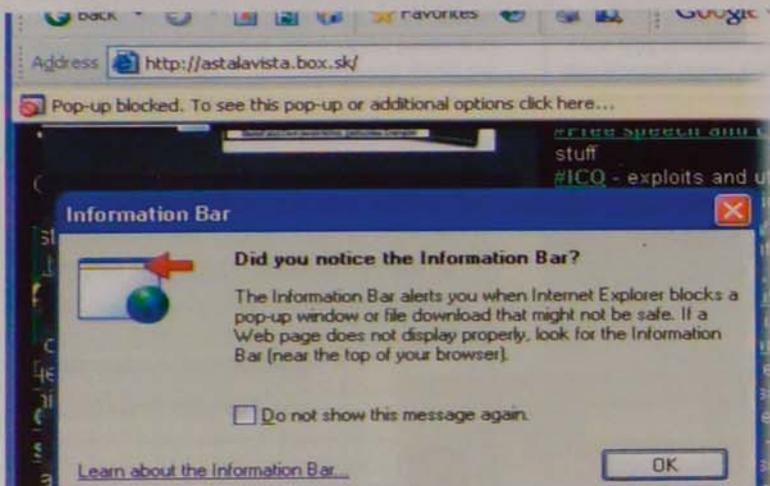 Back Favorites Google
Address http://astalavista.box.sk/
Pop-up blocked. To see this pop-up or additional options click here...
#Free speech and
stuff
#ICQ - exploits and
Information Bar
Did you notice the Information Bar?
The Information Bar alerts you when Internet Explorer blocks a
pop-up window or file download that might not be safe. If a
Web page does not display properly, look for the Information
Bar (near the top of your browser).
Do not show this message again.
Learn about the Information Bar...
OK